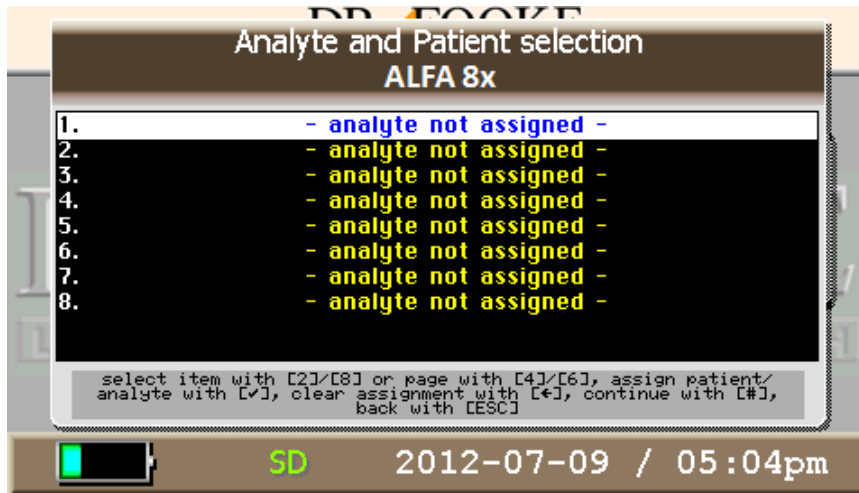 Analyte and Patient selection
ALFA 8x
1. - analyte not assigned -
2. - analyte not assigned -
3. - analyte not assigned -
4. - analyte not assigned -
5. - analyte not assigned -
6. - analyte not assigned -
7. - analyte not assigned -
8. - analyte not assigned -
select item with [2]/[8] or page with [4]/[6], assign patient/
analyte with [✔], clear assignment with [←], continue with [#],
back with [ESC]
SD 2012-07-09 / 05:04pm